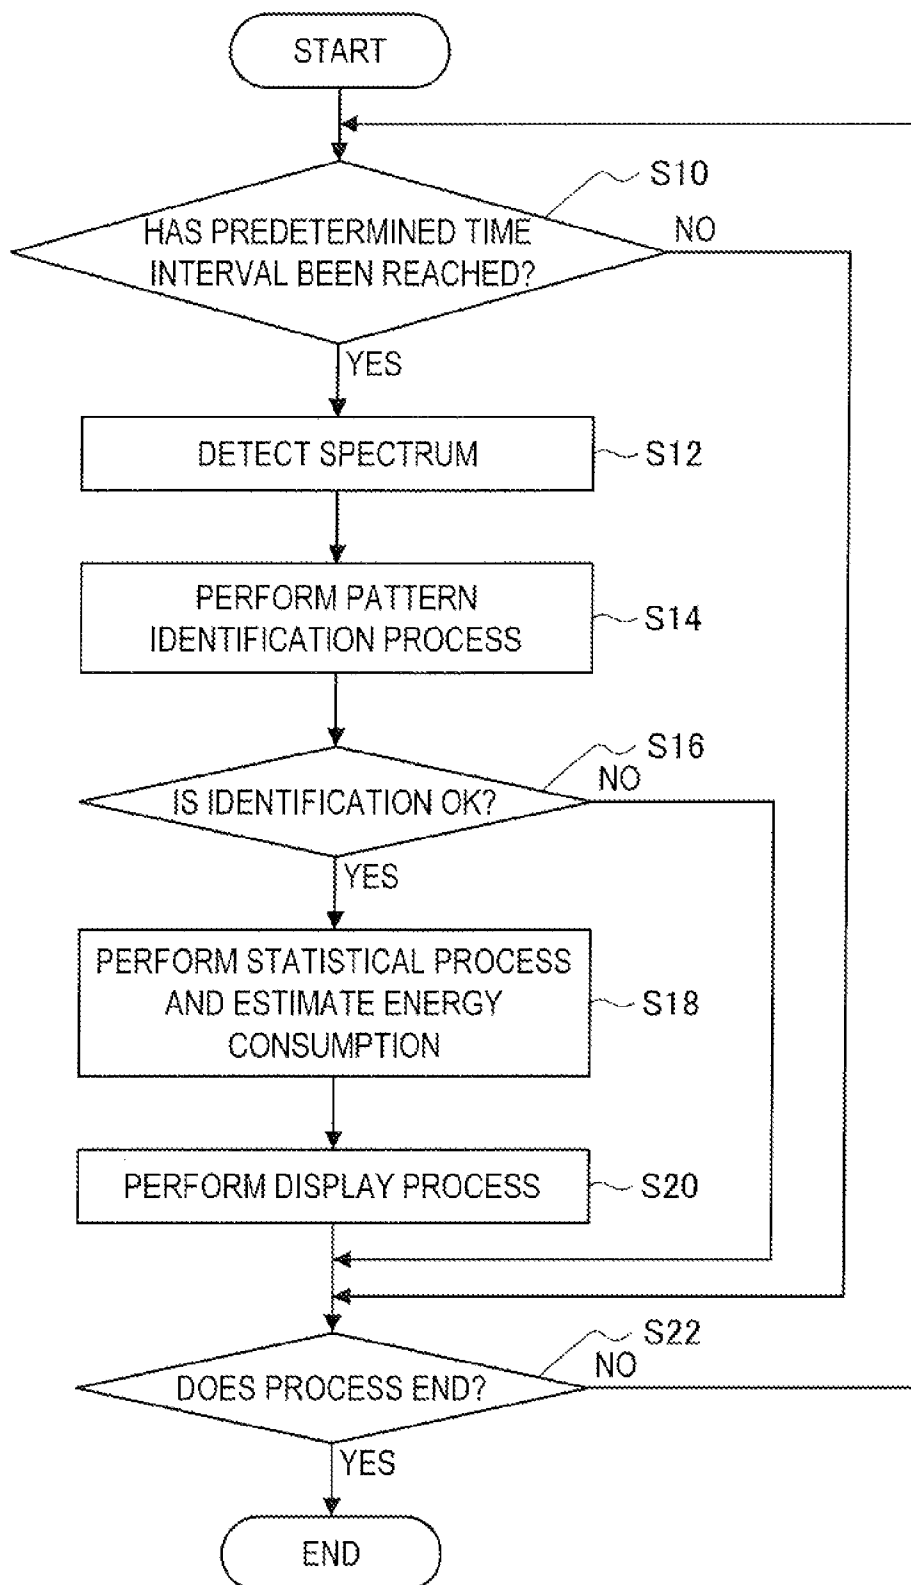 START
S10
HAS PREDETERMINED TIME
INTERVAL BEEN REACHED?
NO
YES
DETECT SPECTRUM
S12
PERFORM PATTERN
IDENTIFICATION PROCESS
S14
S16
IS IDENTIFICATION OK?
NO
YES
PERFORM STATISTICAL PROCESS
AND ESTIMATE ENERGY
CONSUMPTION
S18
PERFORM DISPLAY PROCESS
S20
S22
DOES PROCESS END?
NO
YES
END